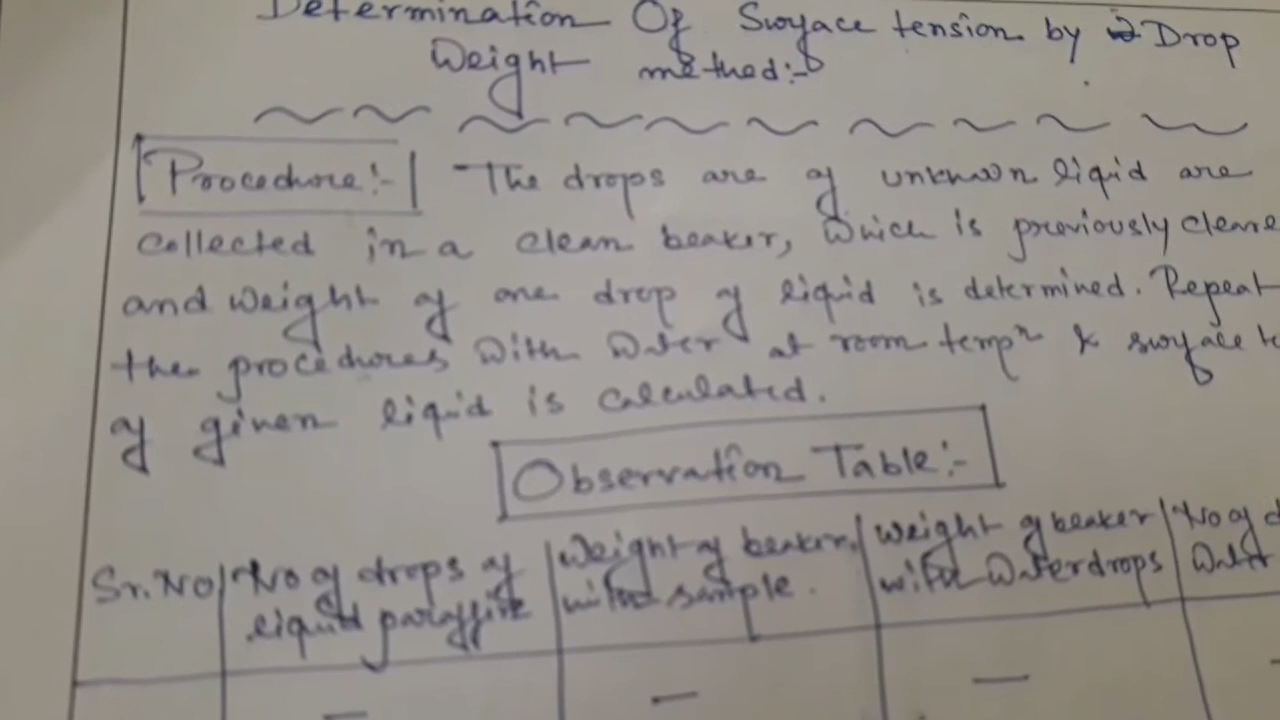 Determination Of Surface tension by Drop
Weight method:-
Procedure:- The drops are of unknown liquid are
collected in a clean beaker, Which is previously cleane
and weight of one drop of liquid is determined. Repeat
the procedures with water at room tempr & surface te
of given liquid is calculated.
Observation Table:-
Sr. No No of drops of liquid paraffin
Weight of beaker with sample.
Weight of beaker with Waterdrops
No of d
Water